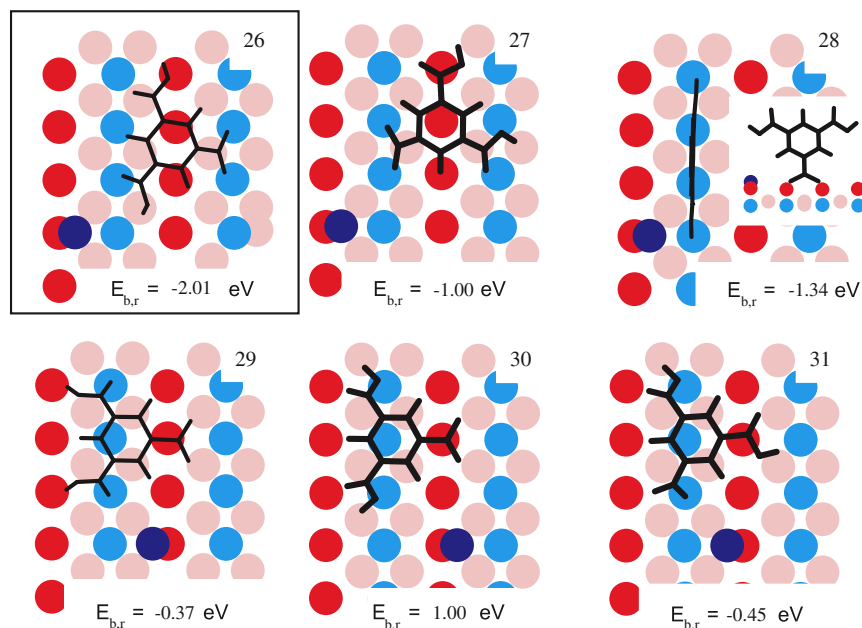 26
27
28
E_b,r = -2.01 eV
E_b,r = -1.00 eV
E_b,r = -1.34 eV
29
30
31
E_b,r = -0.37 eV
E_b,r = 1.00 eV
E_b,r = -0.45 eV